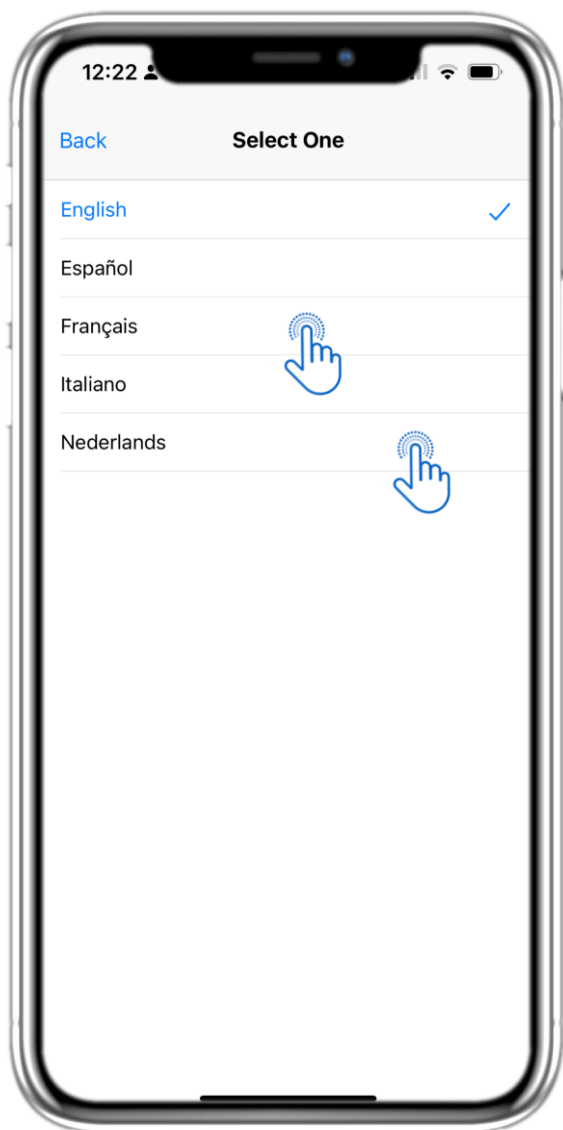 12:22
Back Select One
English
Español
Français
Italiano
Nederlands